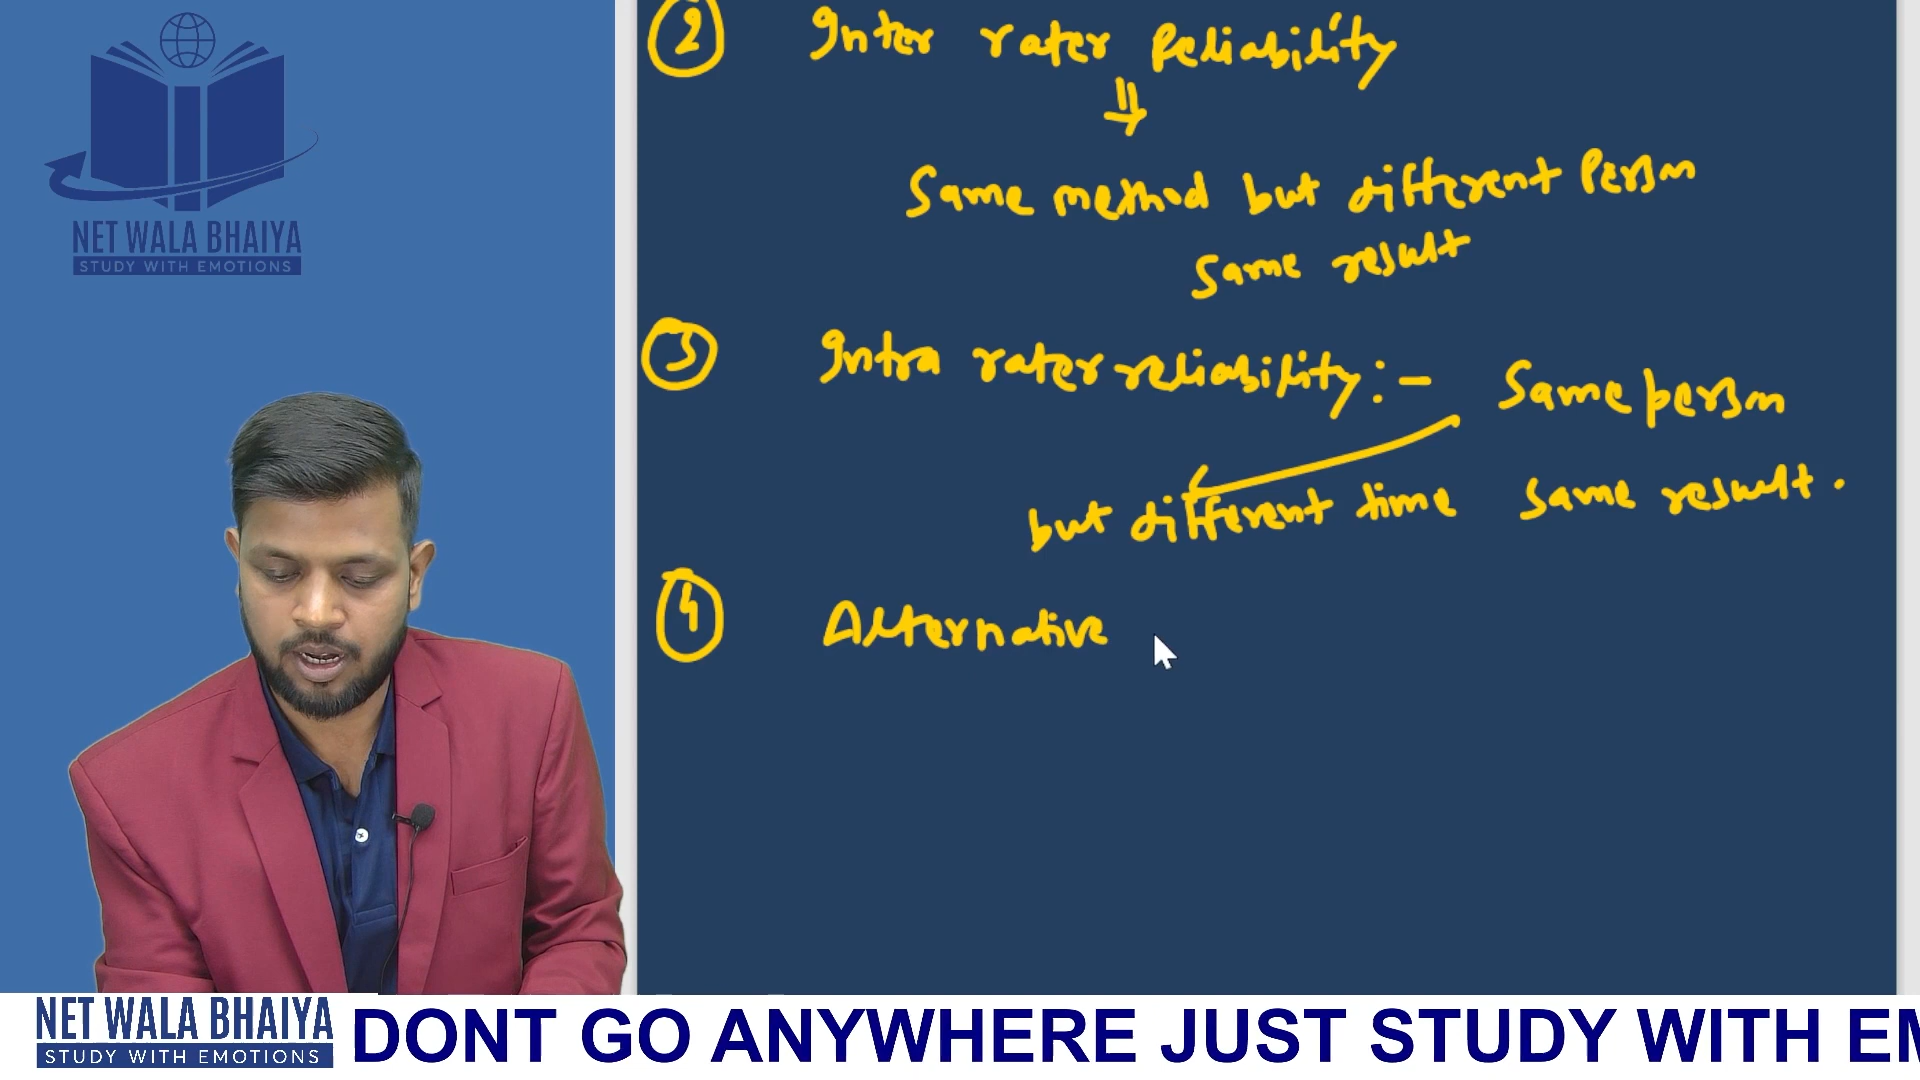 NET WALA BHAIYA
STUDY WITH EMOTIONS
2 Inter rater Reliability
Same method but different Person
Same result
3 Intra rater reliability :- Same person
but different time Same result.
4 Alternative
NET WALA BHAIYA
STUDY WITH EMOTIONS
DONT GO ANYWHERE JUST STUDY WITH EM